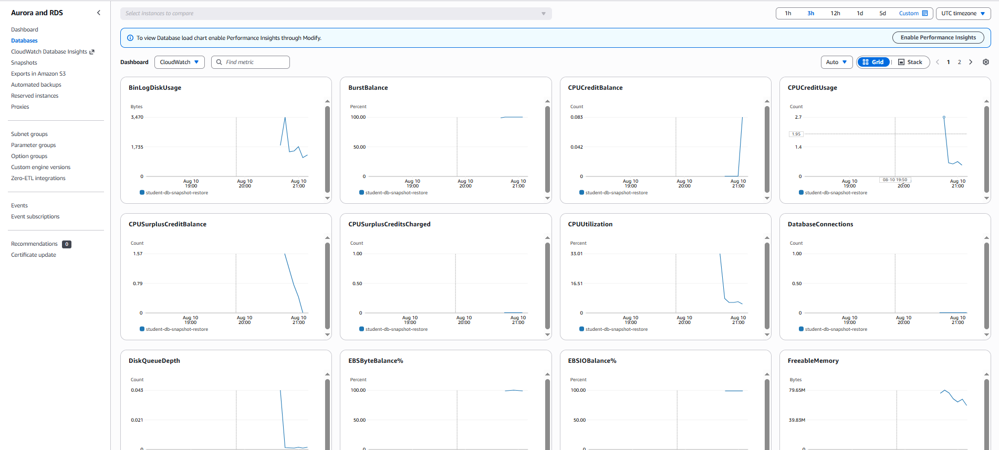 Aurora and RDS
Dashboard
Databases
CloudWatch Database Insights
Snapshots
Exports in Amazon S3
Automated backups
Reserved instances
Proxies
Subnet groups
Parameter groups
Option groups
Custom engine versions
Zero-ETL integrations
Events
Event subscriptions
Recommendations 0
Certificate update
Select instances to compare
1h 3h 12h 1d 5d Custom UTC timezone
To view Database load chart enable Performance Insights through Modify. Enable Performance Insights
Dashboard CloudWatch Find metric Auto Grid Stack 1 2
BinLogDiskUsage
Bytes
3,470
1,735
0
Aug 10 Aug 10 Aug 10
19:00 20:00 21:00
student-db-snapshot-restore
BurstBalance
Percent
100.00
50.00
0
Aug 10 Aug 10 Aug 10
19:00 20:00 21:00
student-db-snapshot-restore
CPUCreditBalance
Count
0.083
0.042
0
Aug 10 Aug 10 Aug 10
19:00 20:00 21:00
student-db-snapshot-restore
CPUCreditUsage
Count
2.7
1.95
1.4
0
08-10 19:50
Aug 10 Aug 10
19:00 20:00 21:00
student-db-snapshot-restore
CPUSurplusCreditBalance
Count
1.57
0.79
0
Aug 10 Aug 10 Aug 10
19:00 20:00 21:00
student-db-snapshot-restore
CPUSurplusCreditsCharged
Count
1.00
0.50
0
Aug 10 Aug 10 Aug 10
19:00 20:00 21:00
student-db-snapshot-restore
CPUUtilization
Percent
33.01
16.51
0
Aug 10 Aug 10 Aug 10
19:00 20:00 21:00
student-db-snapshot-restore
DatabaseConnections
Count
1.00
0.50
0
Aug 10 Aug 10 Aug 10
19:00 20:00 21:00
student-db-snapshot-restore
DiskQueueDepth
Count
0.043
0.021
0
EBSByteBalance%
Percent
100.00
50.00
0
EBSIOBalance%
Percent
100.00
50.00
0
FreeableMemory
Bytes
79.65M
39.83M
0